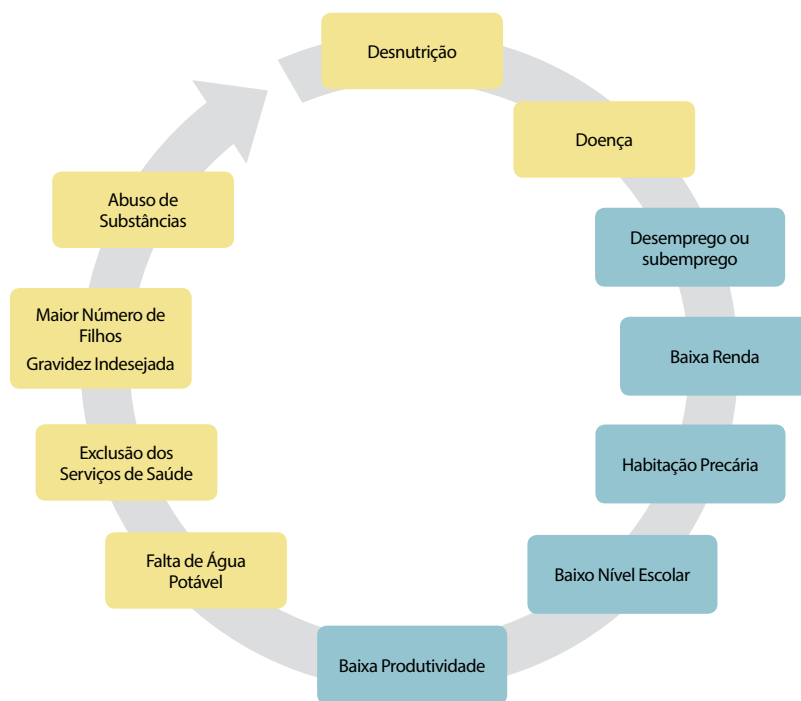 Desnutrição
Doença
Desemprego ou
subemprego
Baixa Renda
Habitação Precária
Baixo Nível Escolar
Baixa Produtividade
Falta de Água
Potável
Exclusão dos
Serviços de Saúde
Maior Número de
Filhos
Gravidez Indesejada
Abuso de
Substâncias